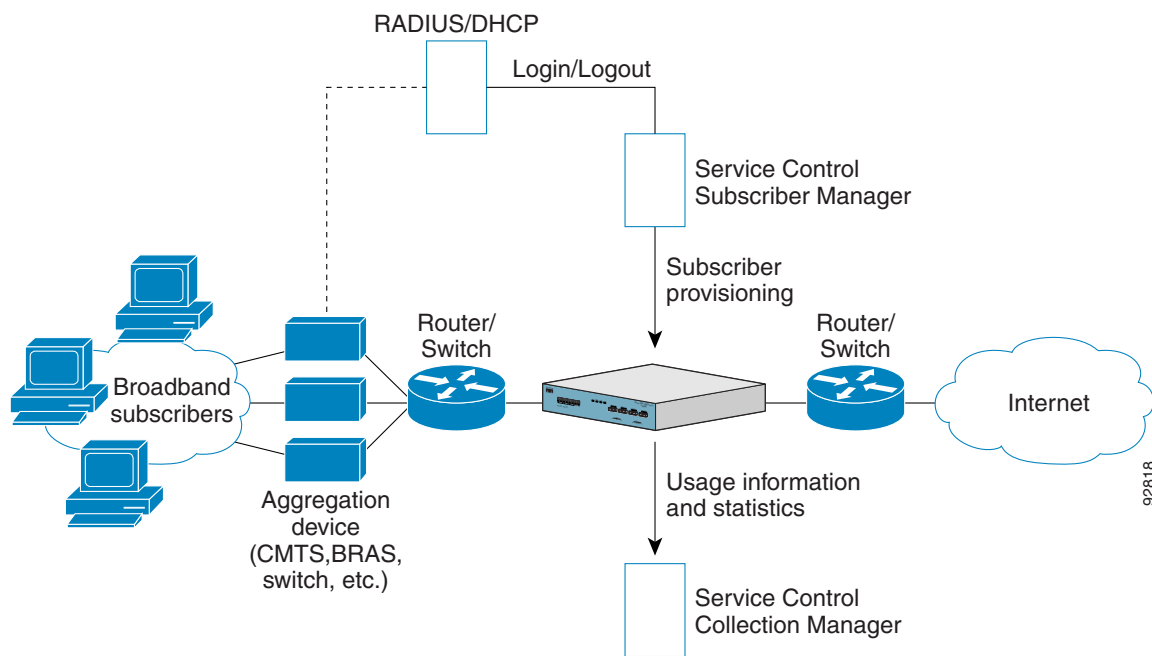 RADIUS/DHCP
Login/Logout
Service Control
Subscriber Manager
Subscriber
provisioning
Router/
Switch
Router/
Switch
Broadband
subscribers
Internet
Aggregation
device
(CMTS,BRAS,
switch, etc.)
Usage information
and statistics
92818
Service Control
Collection Manager